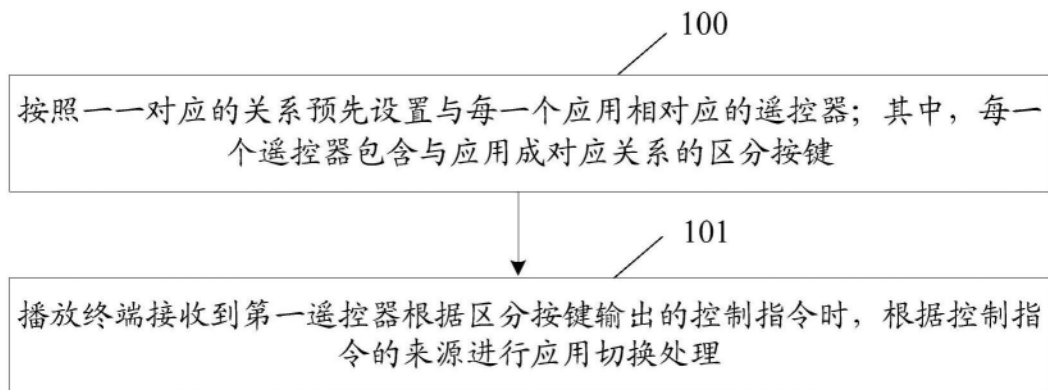 100
按照一一对应的关系预先设置与每一个应用相对应的遥控器；其中，每一
个遥控器包含与应用成对应关系的区分按键
101
播放终端接收到第一遥控器根据区分按键输出的控制指令时，根据控制指
令的来源进行应用切换处理